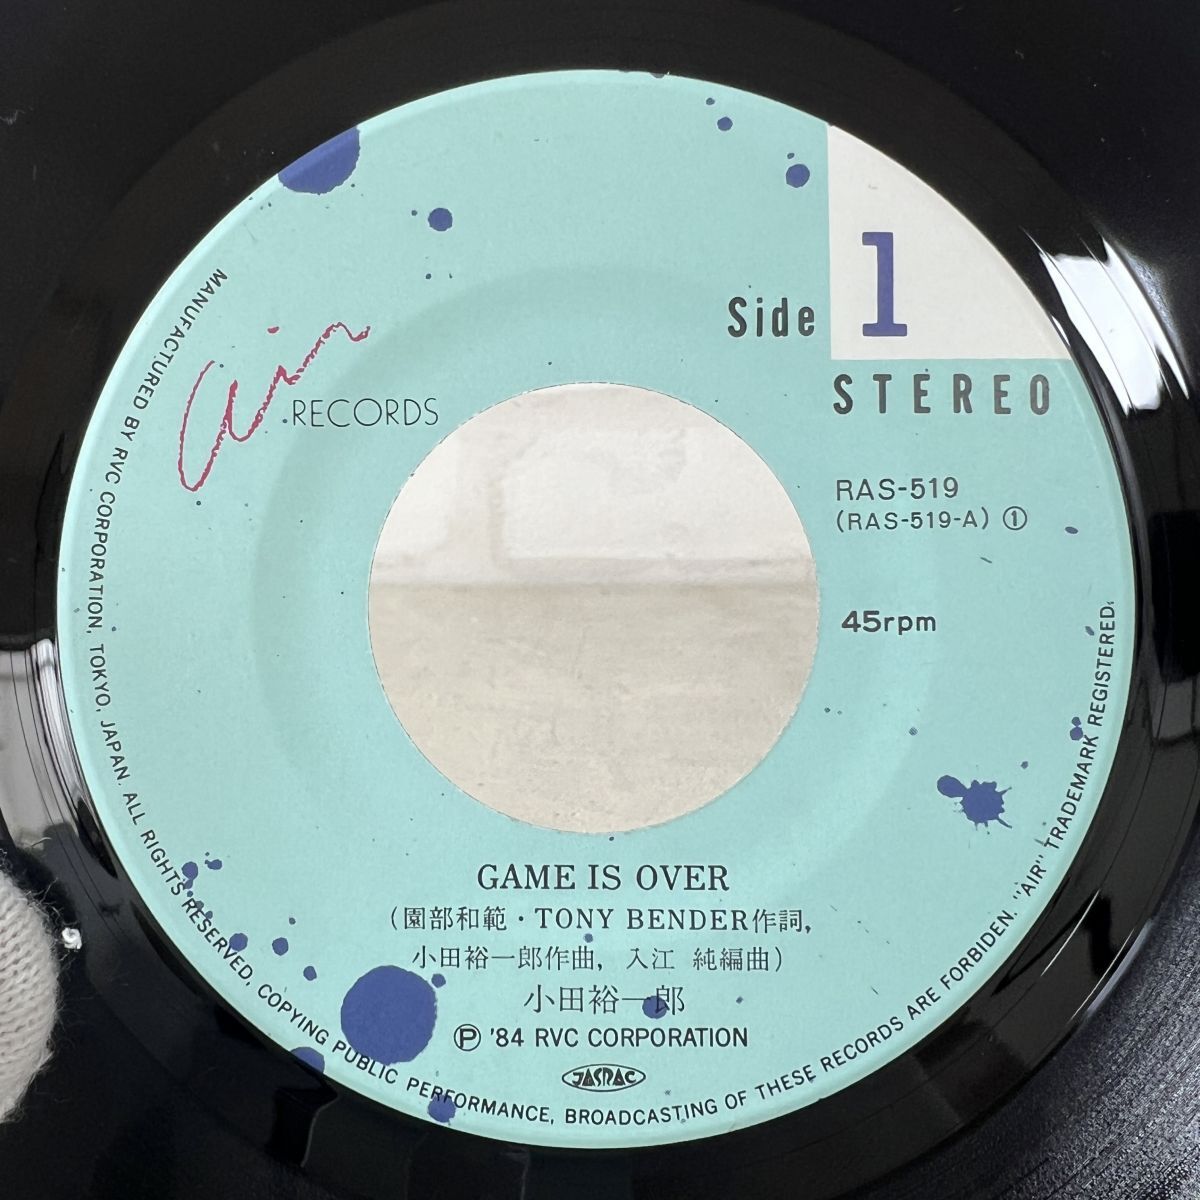 Side 1
STEREO
Air RECORDS
RAS-519
(RAS-519-A) ①
45rpm
GAME IS OVER
(園部和範・TONY BENDER作詞,
小田裕一郎作曲, 入江 純編曲)
小田裕一郎
Ⓟ '84 RVC CORPORATION
JASRAC
MANUFACTURED BY RVC CORPORATION, TOKYO, JAPAN. ALL RIGHTS RESERVED, COPYING PUBLIC PERFORMANCE, BROADCASTING OF THESE RECORDS ARE FORBIDEN. "AIR" TRADEMARK REGISTERED.